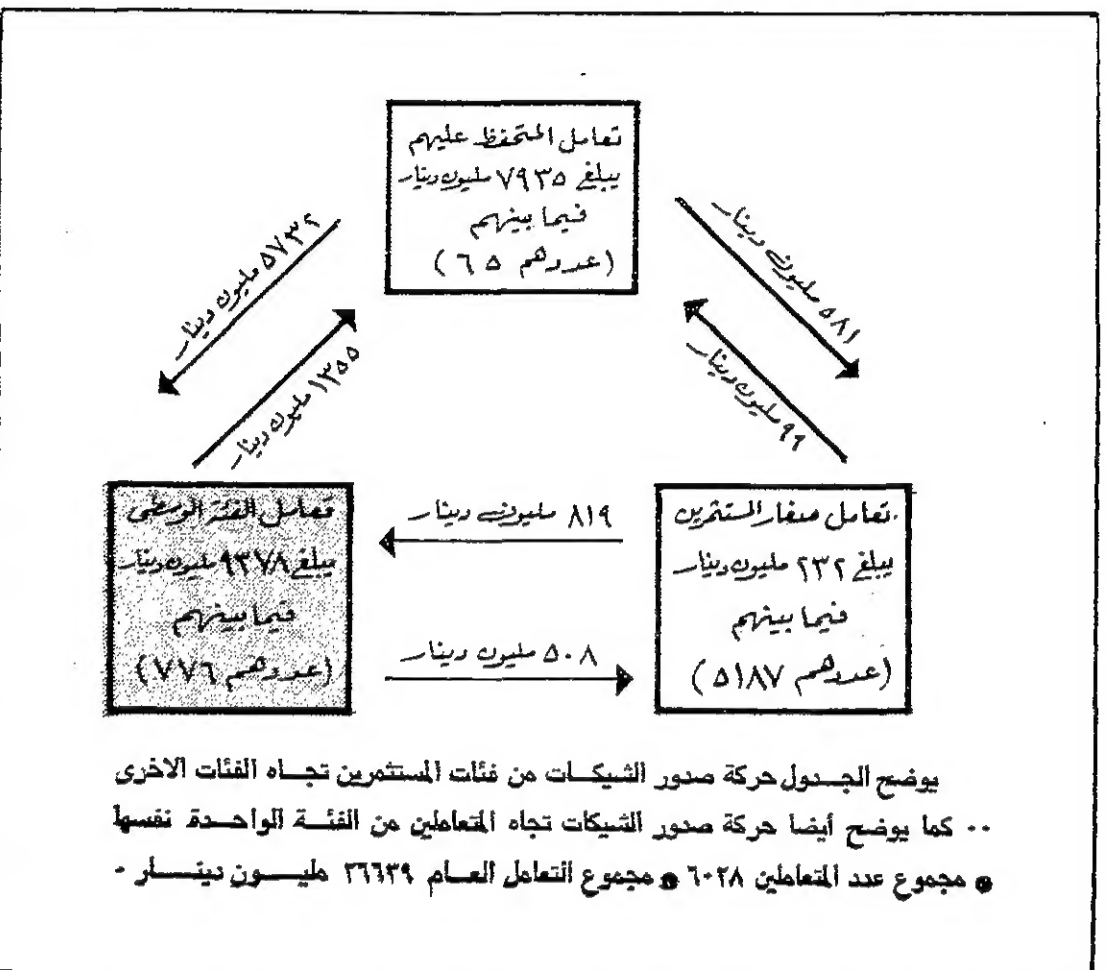 تعامل المتحفظ عليهم
يبلغ ٧٩٣٥ مليون دينار
فيما بينهم
(عددهم ٦٥)
٥٨١ مليون دينار
٩٩ مليون دينار
٥٧٣٢ مليون دينار
١٣٥٥ مليون دينار
تعامل صغار المستثمرين
يبلغ ٢٣٢ مليون دينار
فيما بينهم
(عددهم ٥١٨٧)
٨١٩ مليون دينار
٥٠٨ مليون دينار
تعامل الفئة الوسطى
يبلغ ٩٣٧٨ مليون دينار
فيما بينهم
(عددهم ٧٧٦)
يوضح الجدول حركة صدور الشيكات من فئات المستثمرين تجاه الفئات الاخرى
٠٠ كما يوضح أيضا حركة صدور الشيكات تجاه المتعاملين من الفئة الواحدة نفسها
● مجموع عدد المتعاملين ٦٠٢٨ ● مجموع التعامل العام ٢٦٦٣٩ مليون دينار ٠